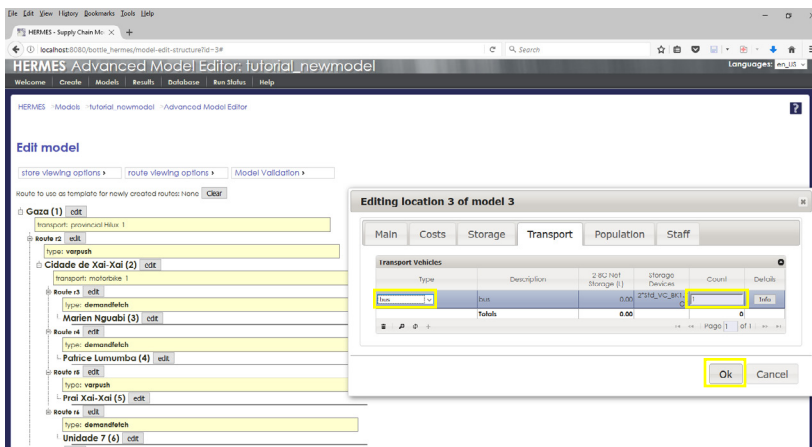 File Edit View History Bookmarks Tools Help
HERMES - Supply Chain Mo
localhost:8080/bottle_hermes/model-edit-structure?id=3#
Search
HERMES Advanced Model Editor: tutorial_newmodel
Languages: en_US
Welcome Create Models Results Database Run Status Help
HERMES >Models >tutorial_newmodel >Advanced Model Editor
?
Edit model
store viewing options route viewing options Model Validation
Route to use as template for newly created routes: None Clear
Gaza (1) edit
transport: provincial Hilux 1
Route r2 edit
type: varpush
Cidade de Xai-Xai (2) edit
transport: motorbike 1
Route r3 edit
type: demandfetch
Marien Nguabi (3) edit
Route r4 edit
type: demandfetch
Patrice Lumumba (4) edit
Route r5 edit
type: varpush
Prai Xai-Xai (5) edit
Route r6 edit
type: demandfetch
Unidade 7 (6) edit
Editing location 3 of model 3
Main Costs Storage Transport Population Staff
Transport Vehicles
Type Description 2-8C Net Storage (L) Storage Devices Count Details
bus bus 0.00 2*Std_VC_BK1. 1 Info
Totals 0.00 0
Page 1 of 1
Ok Cancel